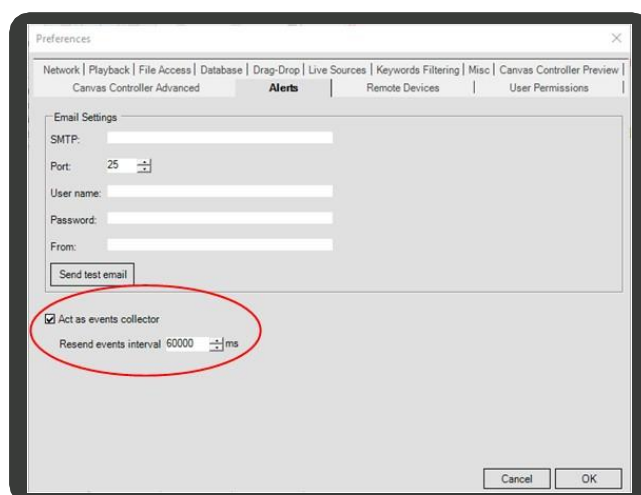 Preferences
Network | Playback | File Access | Database | Drag-Drop | Live Sources | Keywords Filtering | Misc | Canvas Controller Preview
Canvas Controller Advanced | Alerts | Remote Devices | User Permissions
Email Settings
SMTP:
Port: 25
User name:
Password:
From:
Send test email
Act as events collector
Resend events interval 60000 ms
Cancel OK